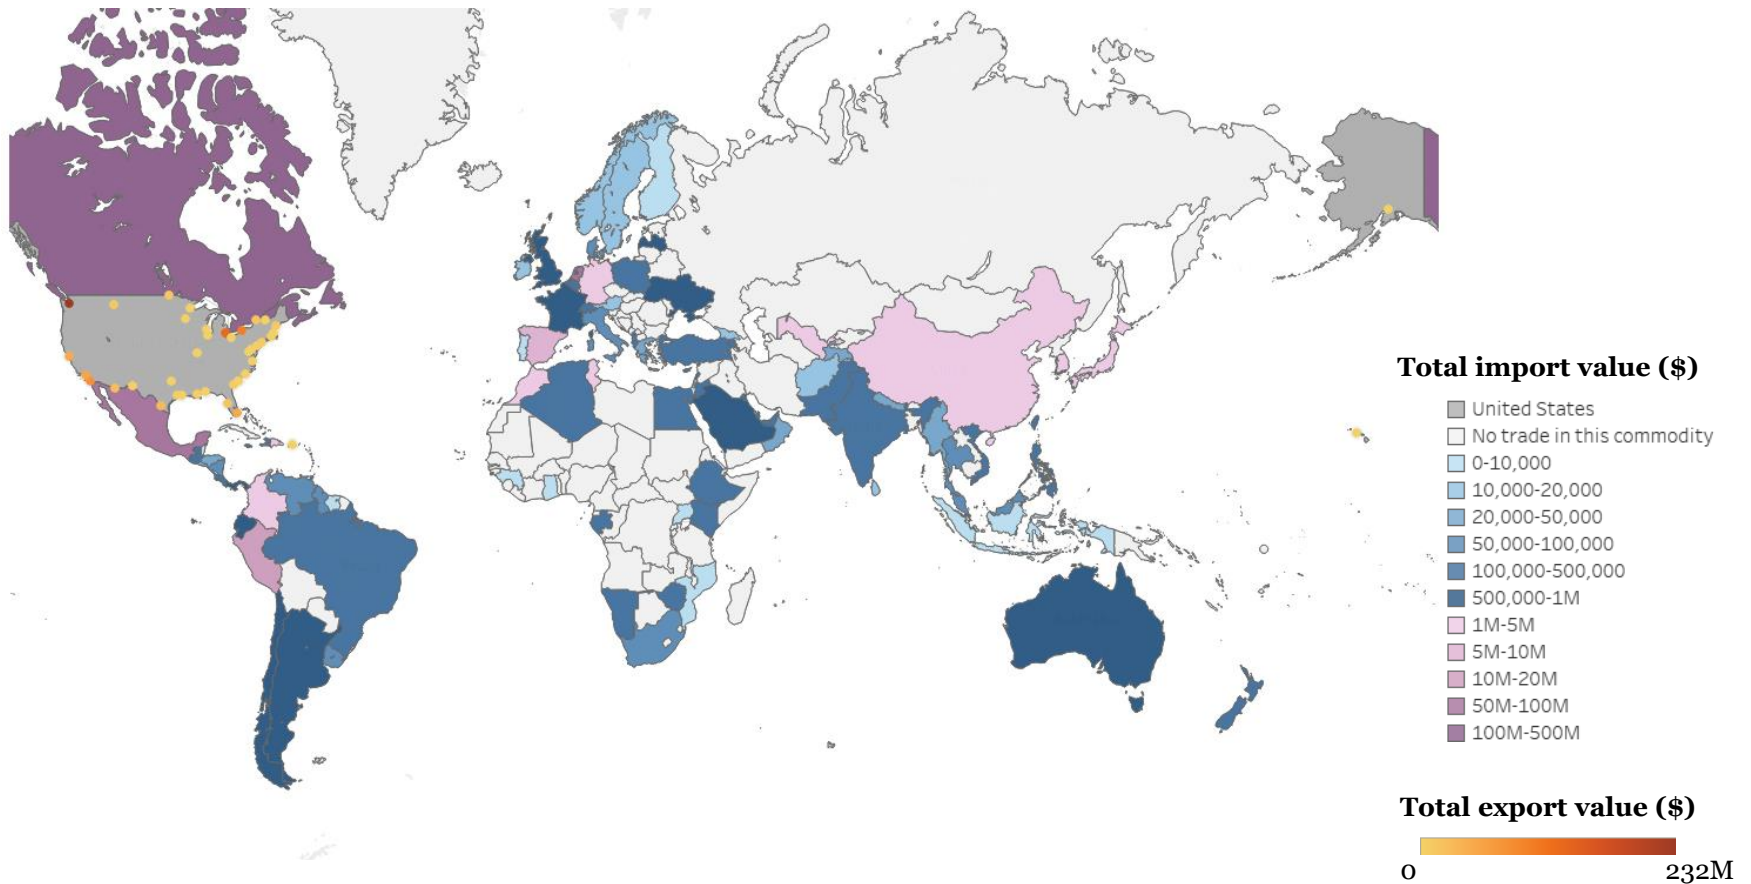 Total import value ($)
United States
No trade in this commodity
0-10,000
10,000-20,000
20,000-50,000
50,000-100,000
100,000-500,000
500,000-1M
1M-5M
5M-10M
10M-20M
50M-100M
100M-500M
Total export value ($)
0 232M